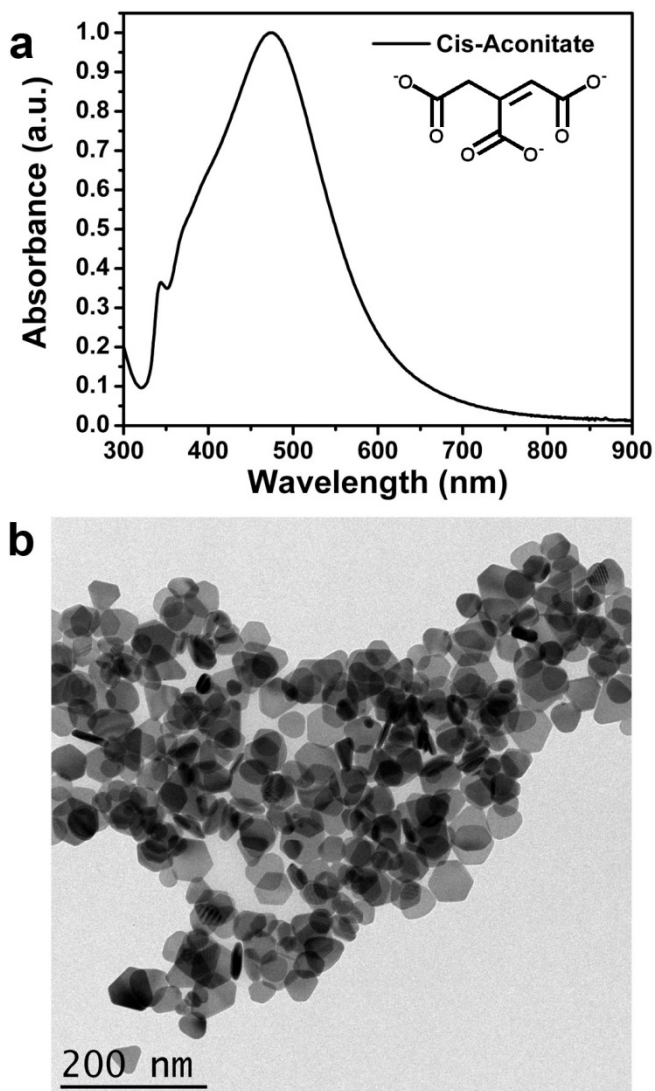 a
Cis-Aconitate
-O
O
O
O-
O
O-
1.0
0.9
0.8
0.7
0.6
0.5
0.4
0.3
0.2
0.1
0.0
Absorbance (a.u.)
300 400 500 600 700 800 900
Wavelength (nm)
b
200 nm